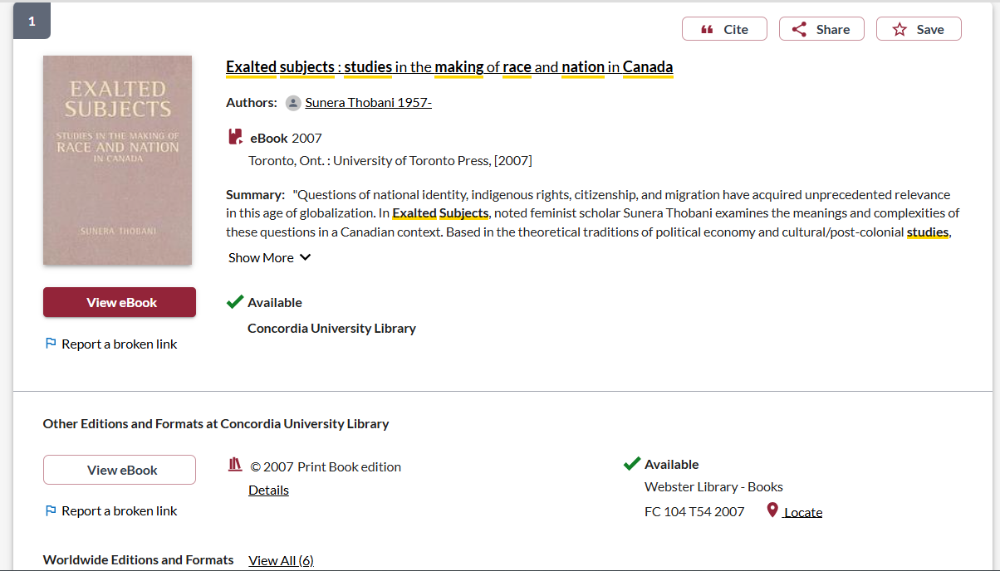 1
Cite
Share
Save
EXALTED
SUBJECTS
STUDIES IN THE MAKING OF
RACE AND NATION
IN CANADA
SUNERA THOBANI
Exalted subjects : studies in the making of race and nation in Canada
Authors: Sunera Thobani 1957-
eBook 2007
Toronto, Ont. : University of Toronto Press, [2007]
Summary: "Questions of national identity, indigenous rights, citizenship, and migration have acquired unprecedented relevance
in this age of globalization. In Exalted Subjects, noted feminist scholar Sunera Thobani examines the meanings and complexities of
these questions in a Canadian context. Based in the theoretical traditions of political economy and cultural/post-colonial studies,
Show More
View eBook
Available
Report a broken link
Concordia University Library
Other Editions and Formats at Concordia University Library
View eBook
© 2007 Print Book edition
Details
Available
Webster Library - Books
FC 104 T54 2007
Locate
Report a broken link
Worldwide Editions and Formats
View All (6)